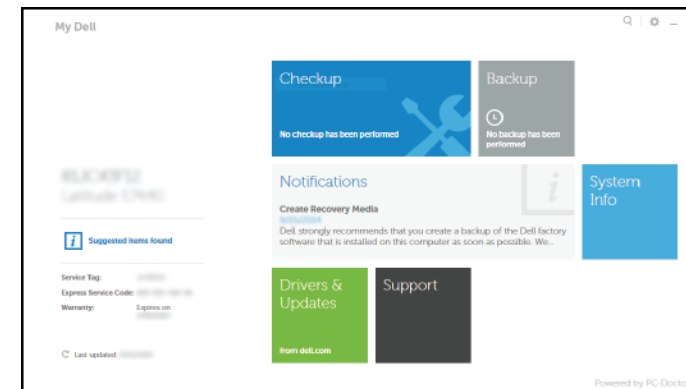 My Dell
Checkup
No checkup has been performed
Backup
No backup has been
performed
Notifications
Create Recovery Media
Dell strongly recommends that you create a backup of the Dell factory
software that is installed on this computer as soon as possible. We...
System
Info
Suggested items found
Service Tag:
Express Service Code:
Warranty: Expires on
Last updated:
Drivers &
Updates
from dell.com
Support
Powered by PC-Docto